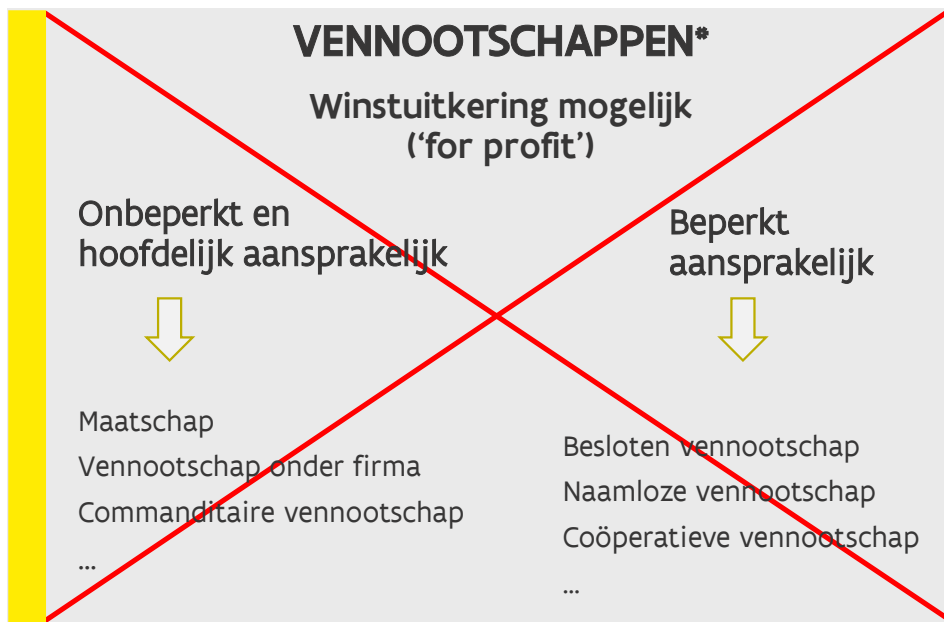 VENNOOTSCHAPPEN*
Winstuitkering mogelijk
(‘for profit’)
Onbeperkt en
hoofdelijk aansprakelijk
Beperkt
aansprakelijk
Maatschap
Vennootschap onder firma
Commanditaire vennootschap
...
Besloten vennootschap
Naamloze vennootschap
Coöperatieve vennootschap
...